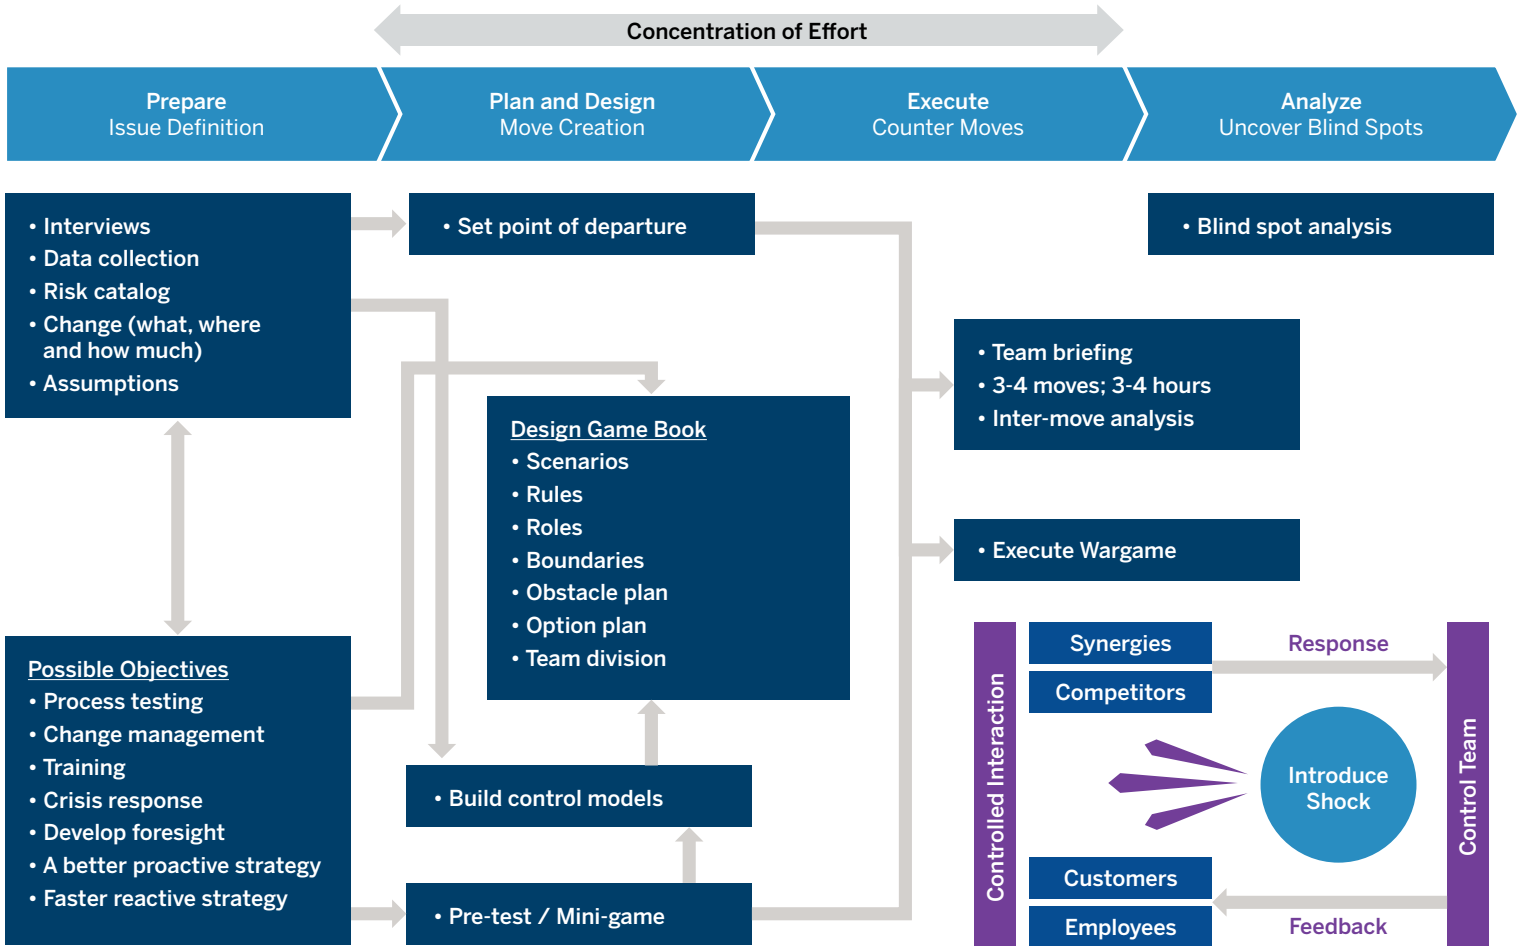 Concentration of Effort
Prepare
Issue Definition
Plan and Design
Move Creation
Execute
Counter Moves
Analyze
Uncover Blind Spots
• Interviews
• Data collection
• Risk catalog
• Change (what, where
and how much)
• Assumptions
• Set point of departure
• Blind spot analysis
• Team briefing
• 3-4 moves; 3-4 hours
• Inter-move analysis
Design Game Book
• Scenarios
• Rules
• Roles
• Boundaries
• Obstacle plan
• Option plan
• Team division
• Execute Wargame
Possible Objectives
• Process testing
• Change management
• Training
• Crisis response
• Develop foresight
• A better proactive strategy
• Faster reactive strategy
• Build control models
• Pre-test / Mini-game
Controlled Interaction
Synergies
Competitors
Response
Introduce
Shock
Control Team
Customers
Employees
Feedback